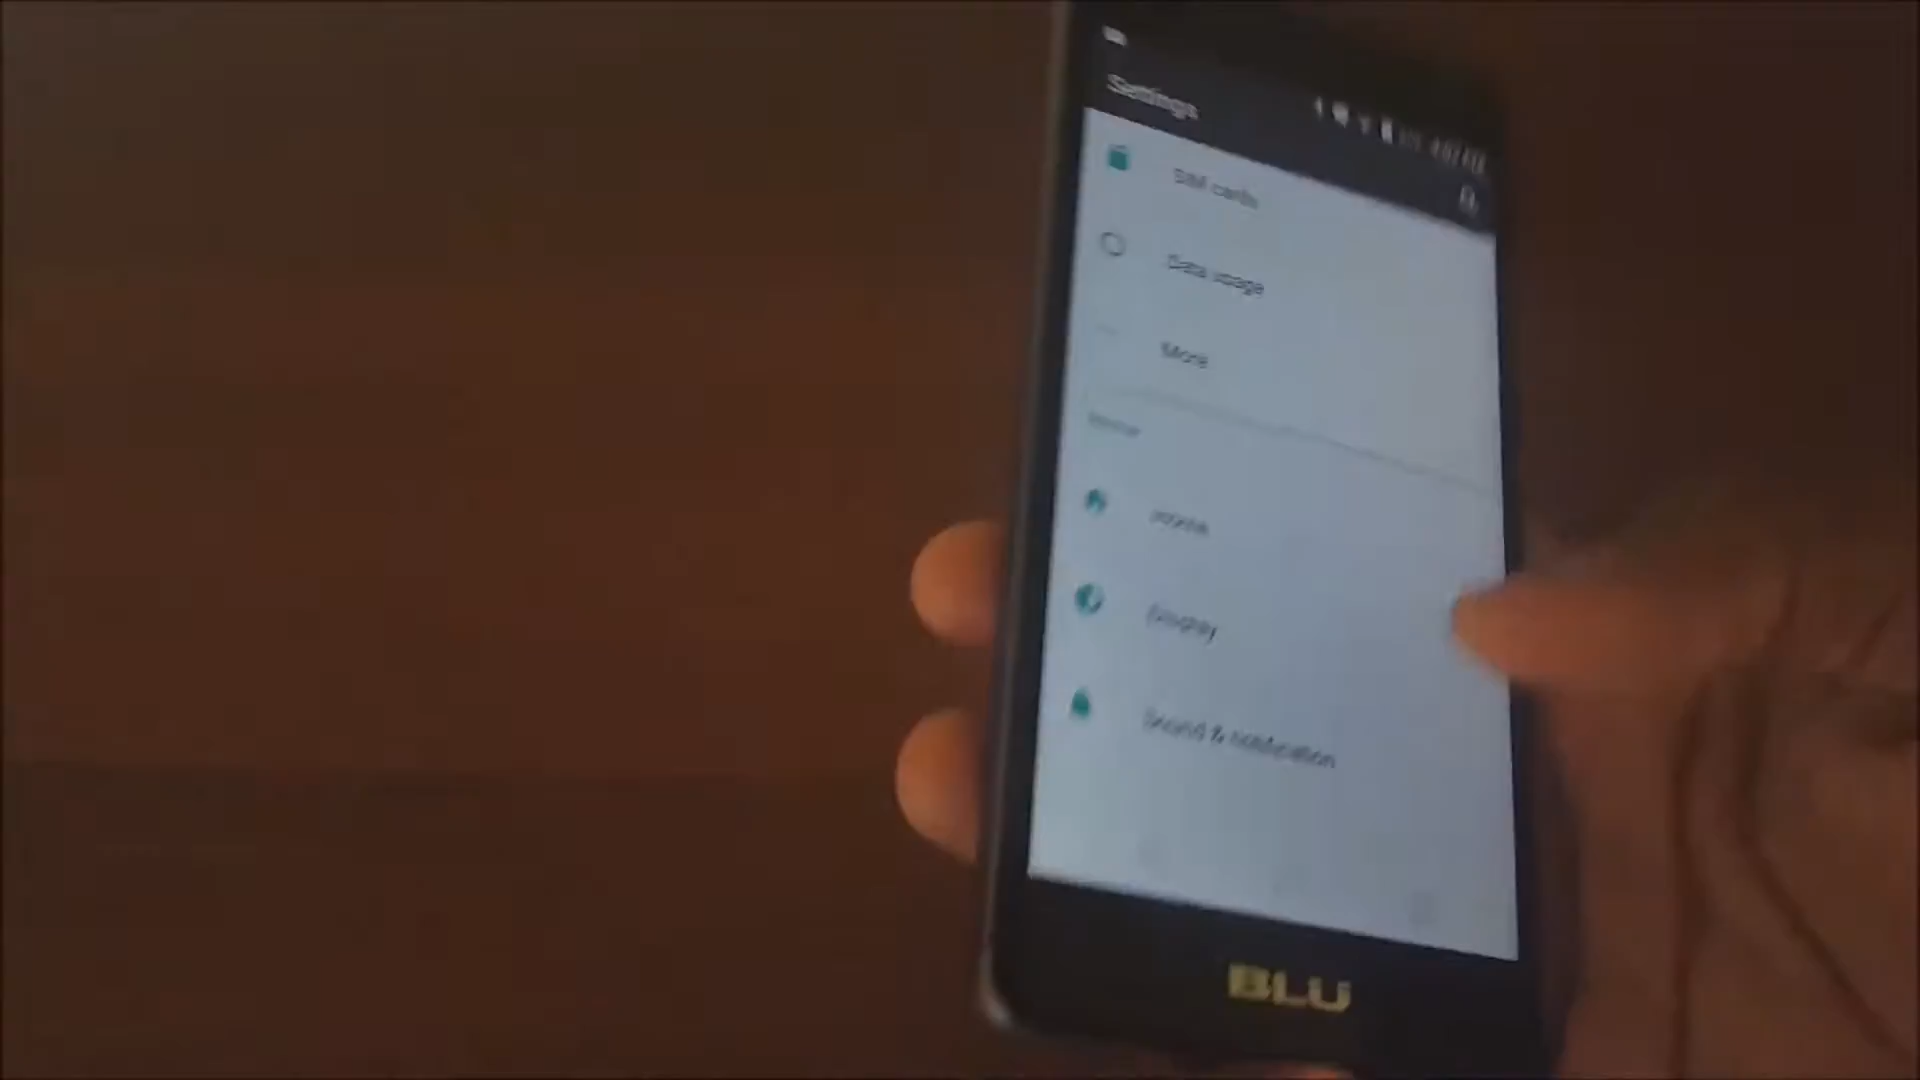 Settings
SIM cards
Data usage
More
Display
Sound & notification
BLU